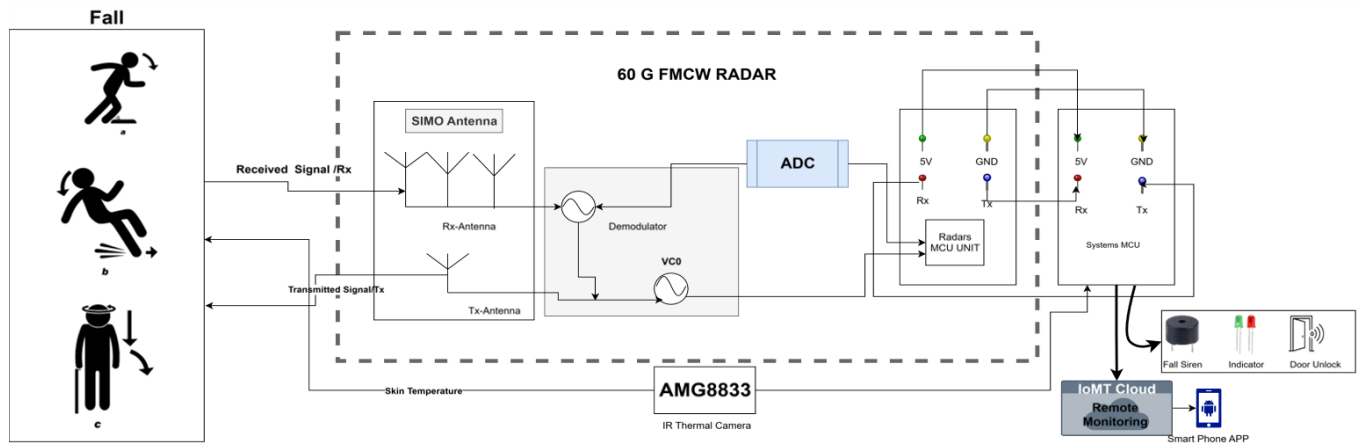 Fall
a
b
c
Received Signal /Rx
Transmitted Signal/Tx
Skin Temperature
60 G FMCW RADAR
SIMO Antenna
Rx-Antenna
Tx-Antenna
Demodulator
VC0
ADC
5V
GND
Rx
Tx
Radars
MCU UNIT
5V
GND
Rx
Tx
Systems MCU
AMG8833
IR Thermal Camera
Fall Siren
Indicator
Door Unlock
IoMT Cloud
Remote
Monitoring
Smart Phone APP